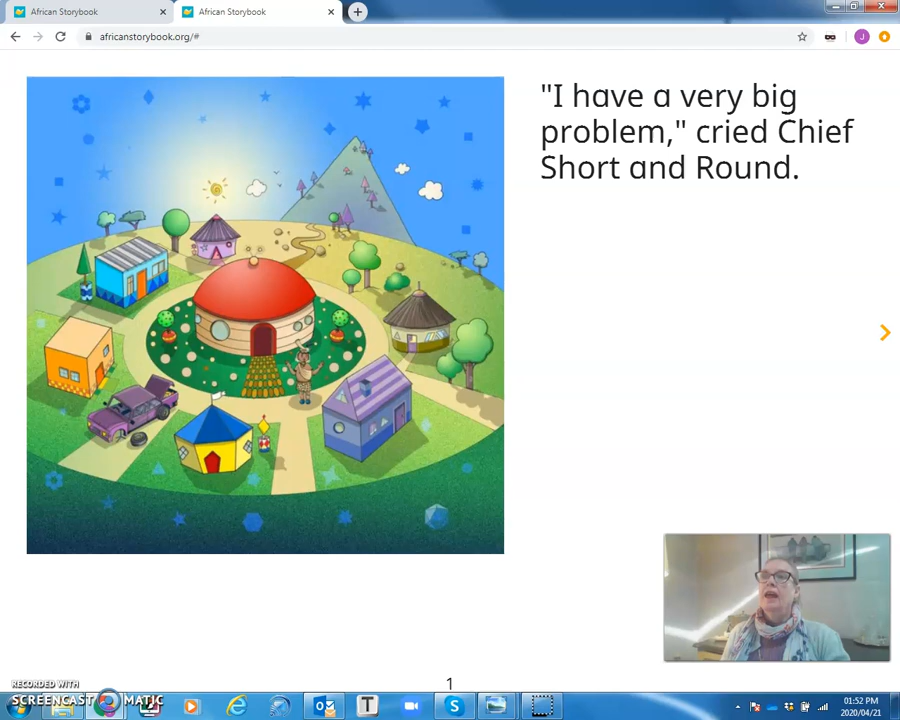 African Storybook
African Storybook
africanstorybook.org/#
J
"I have a very big
problem," cried Chief
Short and Round.
1
RECORDED WITH
SCREENCAST MATIC
T
01:52 PM
2020/04/21